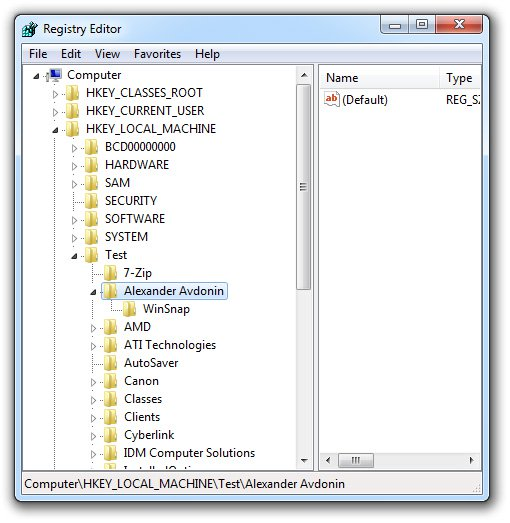 Registry Editor
File Edit View Favorites Help
Computer
HKEY_CLASSES_ROOT
HKEY_CURRENT_USER
HKEY_LOCAL_MACHINE
BCD00000000
HARDWARE
SAM
SECURITY
SOFTWARE
SYSTEM
Test
7-Zip
Alexander Avdonin
WinSnap
AMD
ATI Technologies
AutoSaver
Canon
Classes
Clients
Cyberlink
IDM Computer Solutions
Name Type
ab (Default) REG_S
Computer\HKEY_LOCAL_MACHINE\Test\Alexander Avdonin